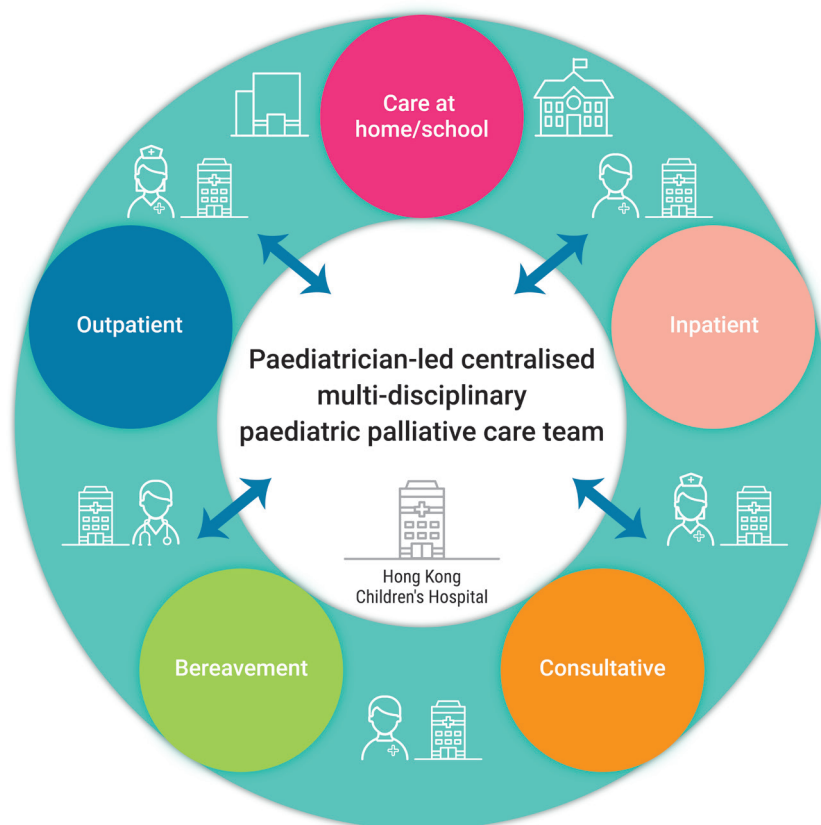 Care at
home/school
Outpatient
Inpatient
Paediatrician-led centralised
multi-disciplinary
paediatric palliative care team
Hong Kong
Children's Hospital
Bereavement
Consultative